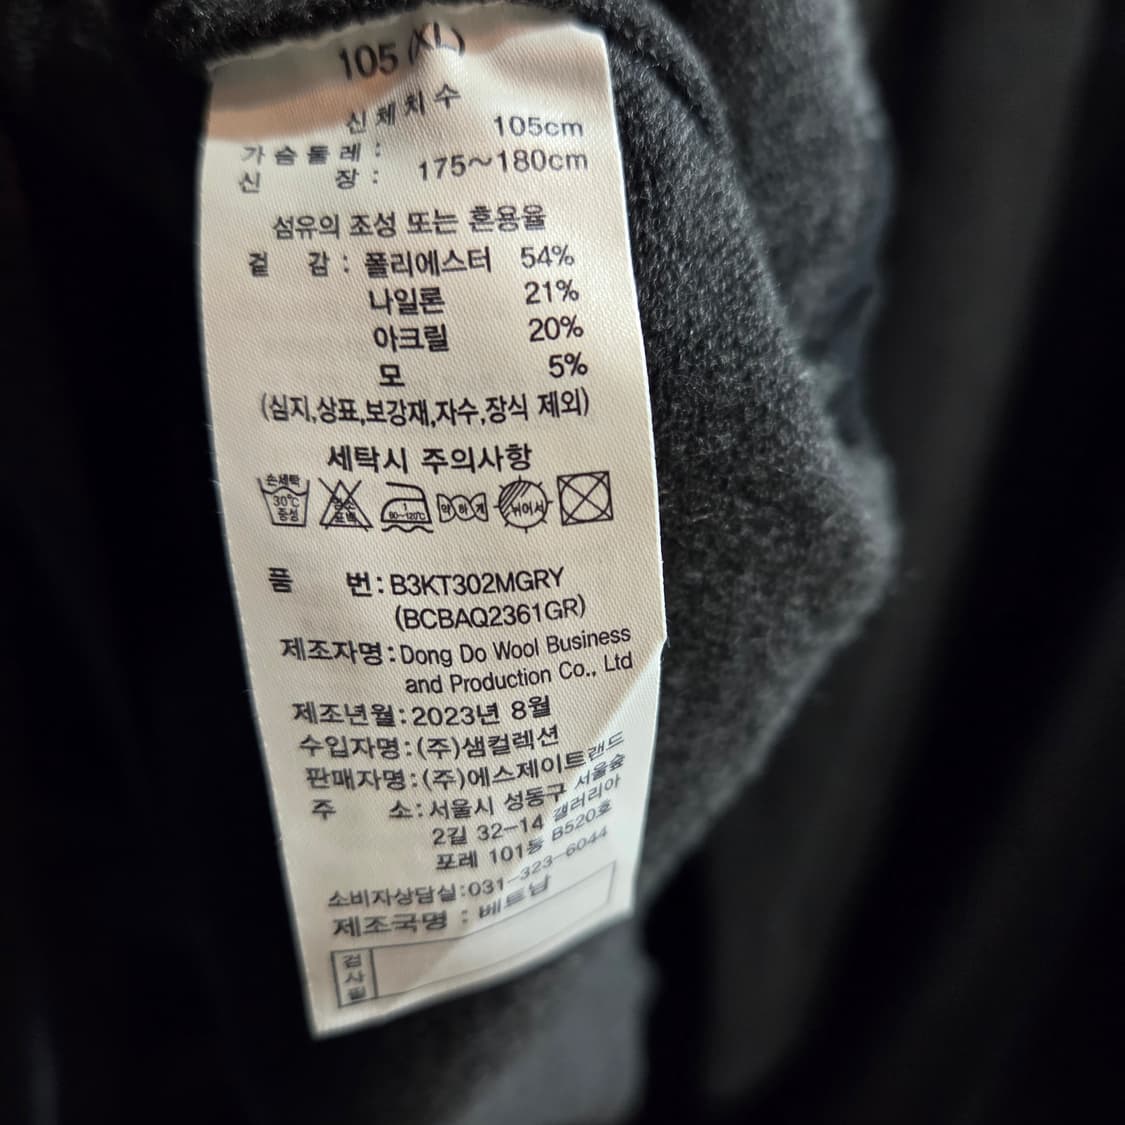 105 (XL)
신체치수
가슴둘레 : 105cm
신 장 : 175~180cm
섬유의 조성 또는 혼용율
겉 감 : 폴리에스터 54%
나일론 21%
아크릴 20%
모 5%
(심지,상표,보강재,자수,장식 제외)
세탁시 주의사항
손세탁 30℃ 중성 염소 표백 1 80~120℃ 약하게 뉘어서
품 번 : B3KT302MGRY
(BCBAQ2361GR)
제조자명 : Dong Do Wool Business
and Production Co., Ltd
제조년월 : 2023년 8월
수입자명 : (주)샘컬렉션
판매자명 : (주)에스제이트랜드
주 소 : 서울시 성동구 서울숲
2길 32-14 갤러리아
포레 101동 B520호
소비자상담실 : 031-323-6044
제조국명 : 베트남
검사필